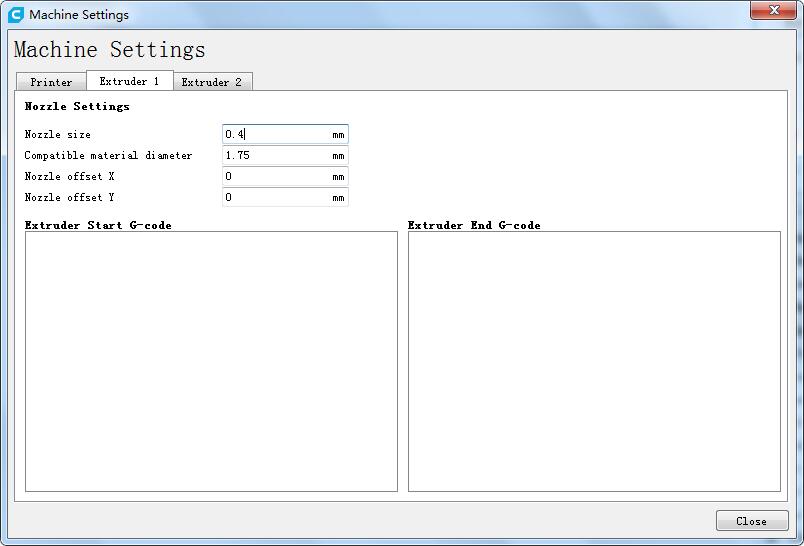 Machine Settings
Machine Settings
Printer Extruder 1 Extruder 2
Nozzle Settings
Nozzle size 0.4 mm
Compatible material diameter 1.75 mm
Nozzle offset X 0 mm
Nozzle offset Y 0 mm
Extruder Start G-code Extruder End G-code
Close